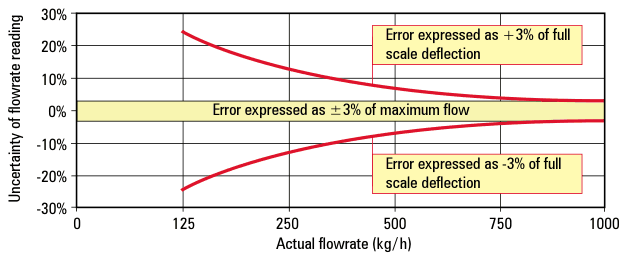 Uncertainty of flowrate reading
30%
20%
10%
0%
-10%
-20%
-30%
Error expressed as +3% of full
scale deflection
Error expressed as ±3% of maximum flow
Error expressed as -3% of full
scale deflection
0
125
250
500
750
1000
Actual flowrate (kg/h)